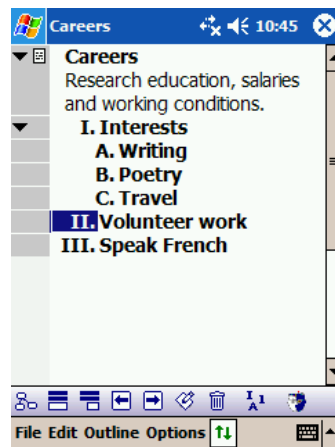 Careers 10:45
Careers
Research education, salaries
and working conditions.
I. Interests
A. Writing
B. Poetry
C. Travel
II. Volunteer work
III. Speak French
File Edit Outline Options